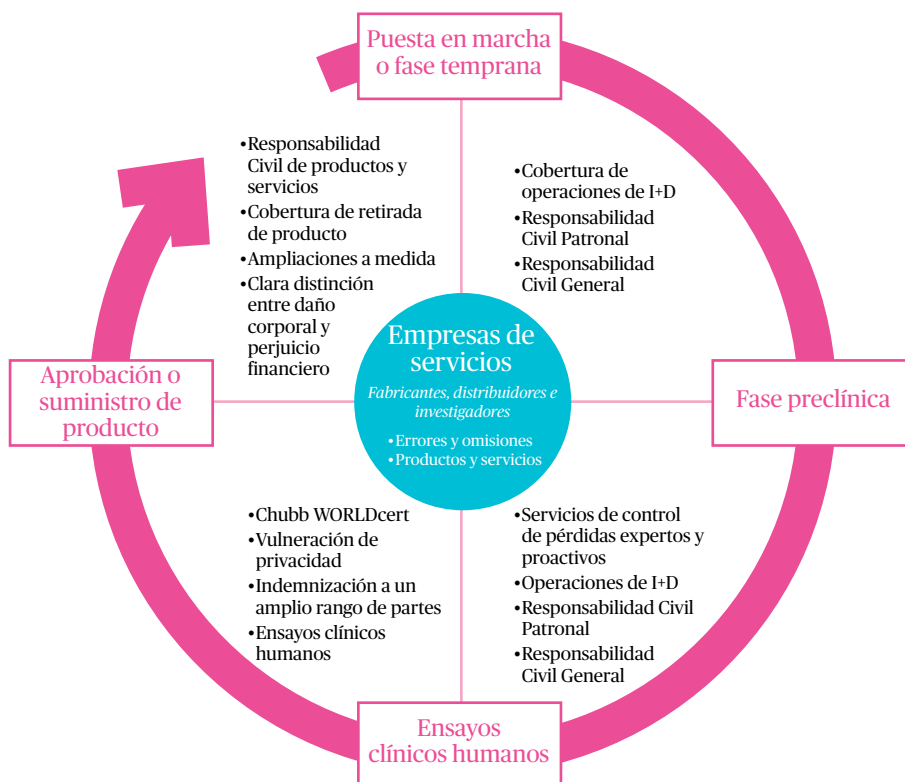 Puesta en marcha
o fase temprana
•Responsabilidad
Civil de productos y
servicios
•Cobertura de retirada
de producto
•Ampliaciones a medida
•Clara distinción
entre daño
corporal y
perjuicio
financiero
•Cobertura de
operaciones de I+D
•Responsabilidad
Civil Patronal
•Responsabilidad
Civil General
Empresas de
servicios
Fabricantes, distribuidores e
investigadores
•Errores y omisiones
•Productos y servicios
Aprobación o
suministro de
producto
Fase preclínica
•Chubb WORLDcert
•Vulneración de
privacidad
•Indemnización a un
amplio rango de partes
•Ensayos clínicos
humanos
•Servicios de control
de pérdidas expertos y
proactivos
•Operaciones de I+D
•Responsabilidad Civil
Patronal
•Responsabilidad
Civil General
Ensayos
clínicos humanos